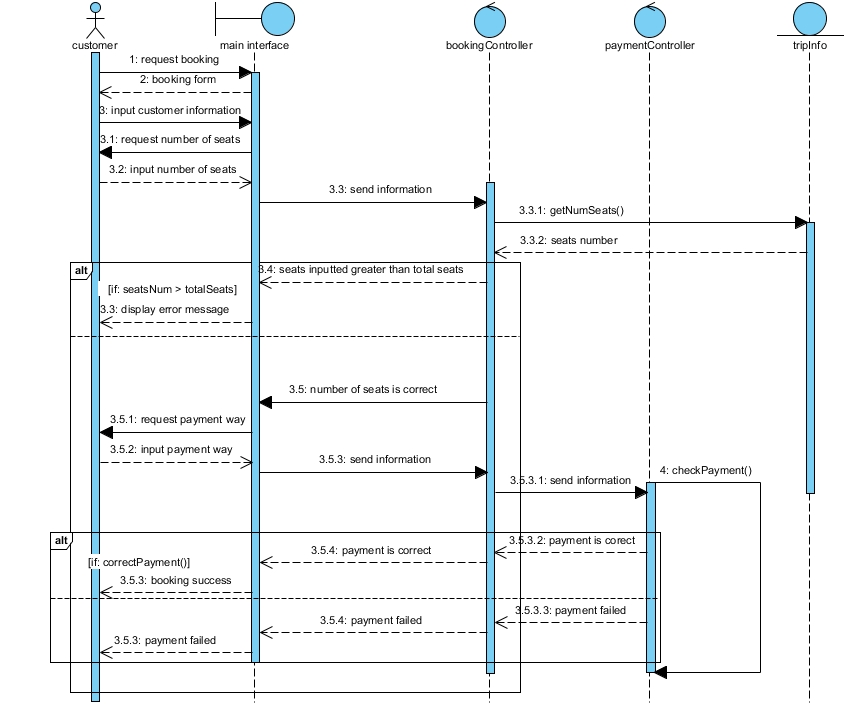 customer
main interface
bookingController
paymentController
tripInfo
1: request booking
2: booking form
3: input customer information
3.1: request number of seats
3.2: input number of seats
3.3: send information
3.3.1: getNumSeats()
3.3.2: seats number
alt
3.4: seats inputted greater than total seats
[if: seatsNum > totalSeats]
3.3: display error message
3.5: number of seats is correct
3.5.1: request payment way
3.5.2: input payment way
3.5.3: send information
4: checkPayment()
3.5.3.1: send information
alt
3.5.3.2: payment is corect
3.5.4: payment is correct
[if: correctPayment()]
3.5.3: booking success
3.5.3.3: payment failed
3.5.4: payment failed
3.5.3: payment failed